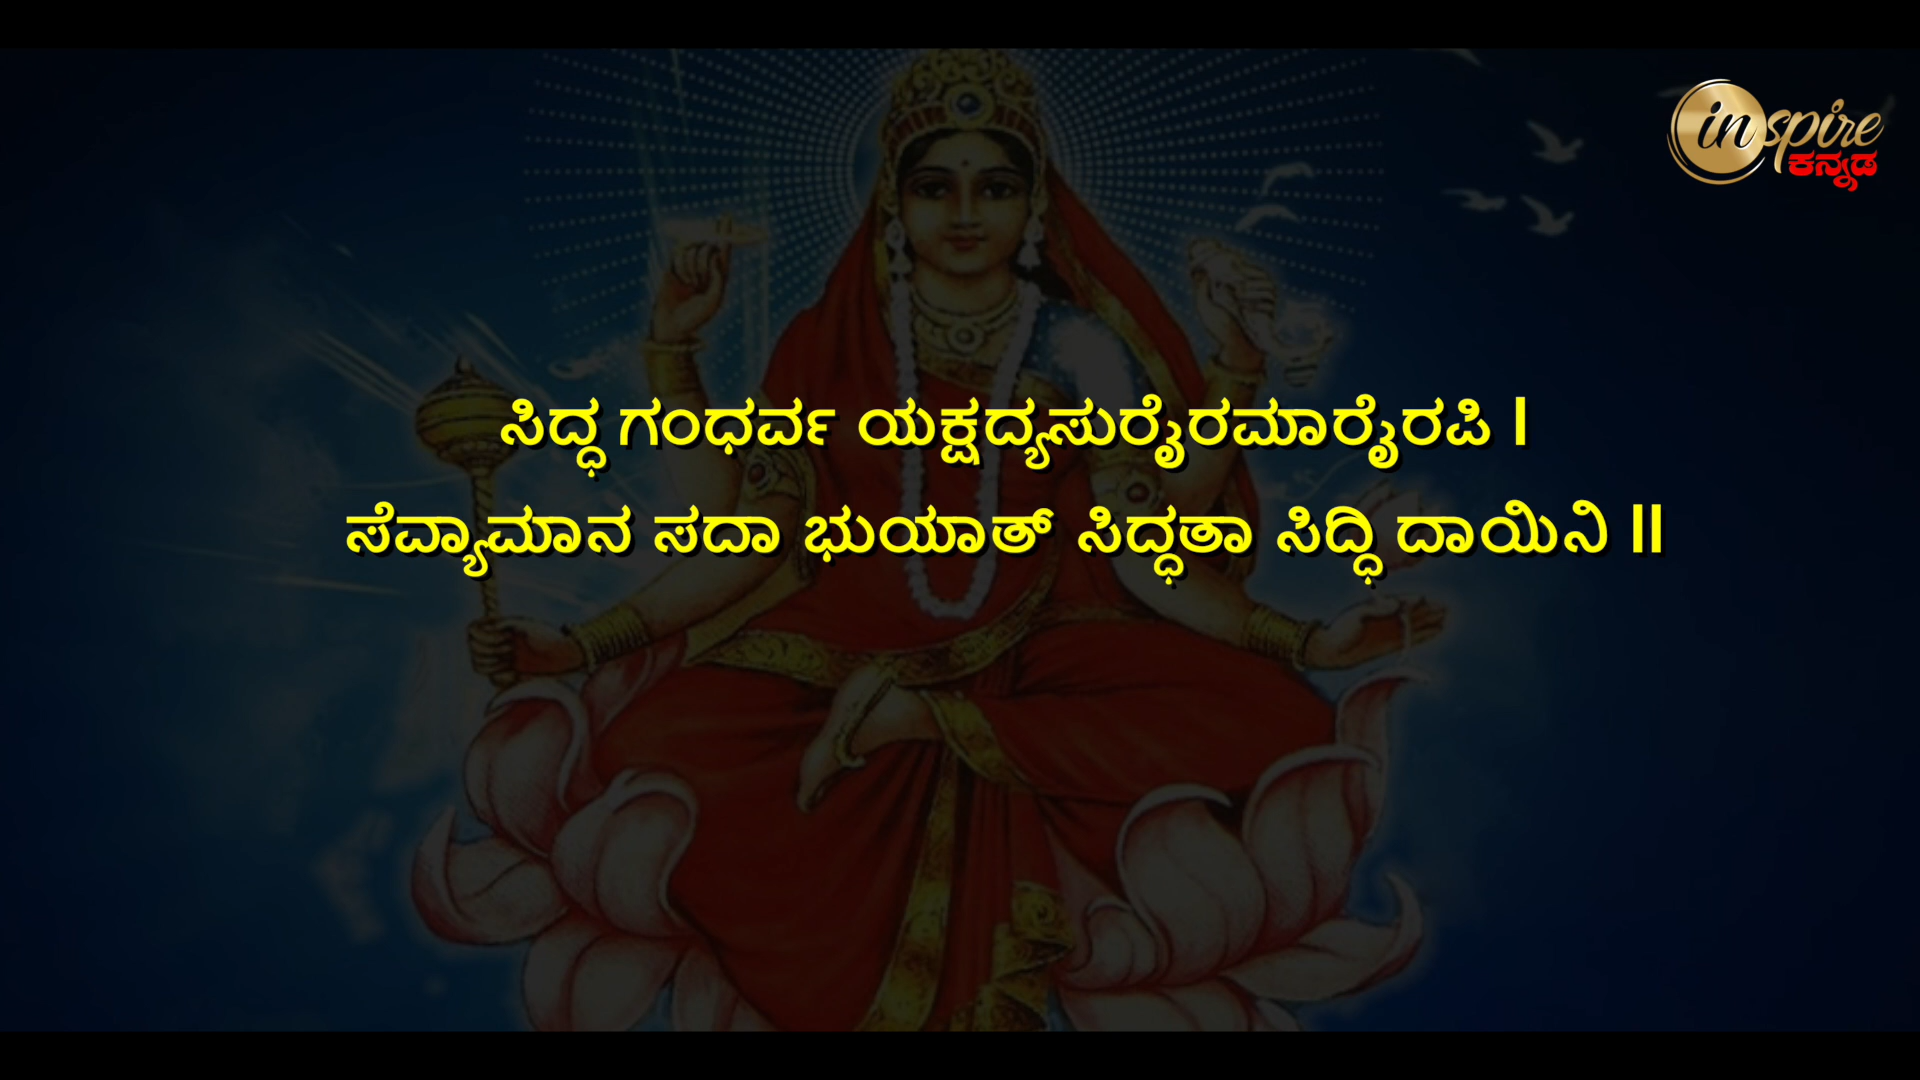 inspire
ಕನ್ನಡ
ಸಿದ್ಧ ಗಂಧರ್ವ ಯಕ್ಷದ್ಯಸುರೈರಮಾರೈರಪಿ ।
ಸೆವ್ಯಾಮಾನ ಸದಾ ಭುಯಾತ್ ಸಿದ್ಧತಾ ಸಿದ್ಧಿ ದಾಯಿನಿ ॥